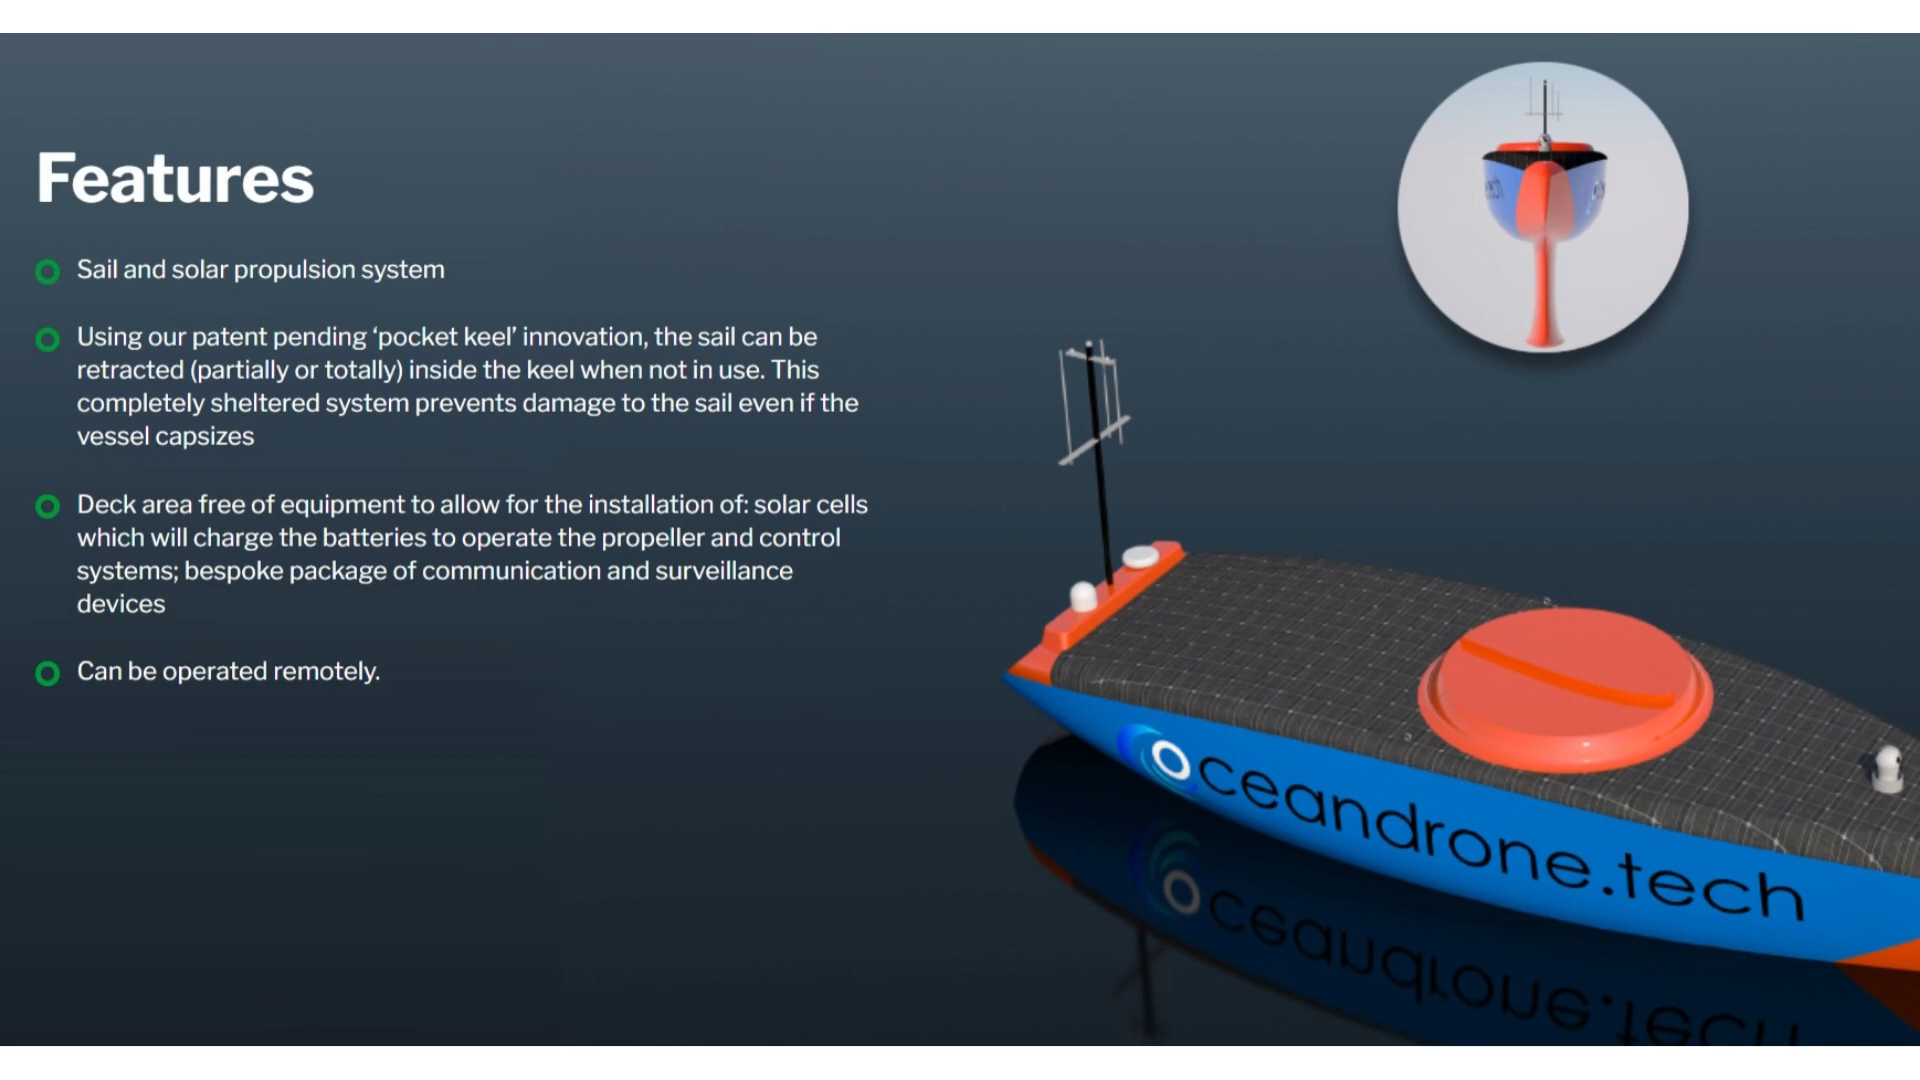 Features
Sail and solar propulsion system
Using our patent pending ‘pocket keel’ innovation, the sail can be
retracted (partially or totally) inside the keel when not in use. This
completely sheltered system prevents damage to the sail even if the
vessel capsizes
Deck area free of equipment to allow for the installation of: solar cells
which will charge the batteries to operate the propeller and control
systems; bespoke package of communication and surveillance
devices
Can be operated remotely.
oceandrone.tech